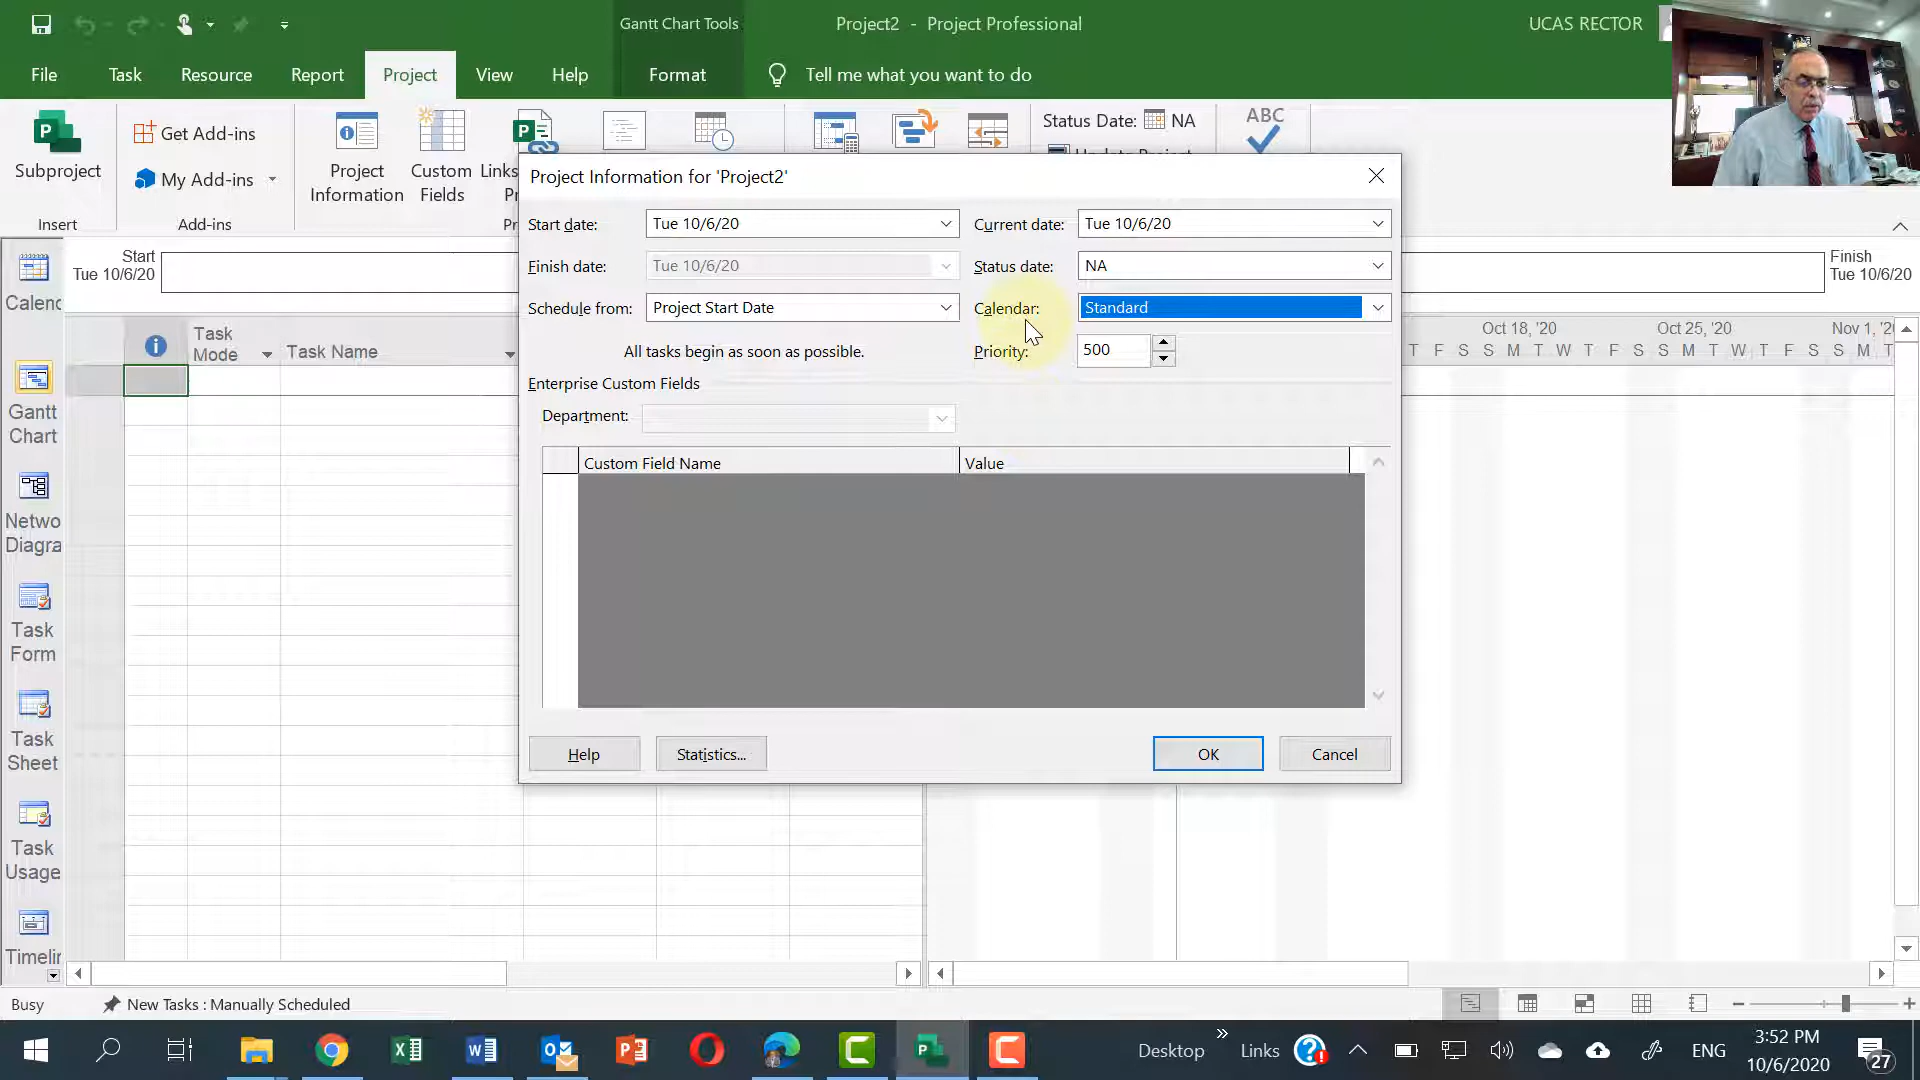 Gantt Chart Tools
Project2 - Project Professional
UCAS RECTOR
File
Task
Resource
Report
Project
View
Help
Format
Tell me what you want to do
Subproject
Insert
Get Add-ins
My Add-ins
Add-ins
Project
Information
Custom
Fields
Links
Status Date: NA
ABC
Project Information for 'Project2'
Start date: Tue 10/6/20
Current date: Tue 10/6/20
Finish date: Tue 10/6/20
Status date: NA
Schedule from: Project Start Date
Calendar: Standard
All tasks begin as soon as possible.
Priority: 500
Enterprise Custom Fields
Department:
Custom Field Name
Value
Help
Statistics...
OK
Cancel
Start
Tue 10/6/20
Finish
Tue 10/6/20
Task
Mode
Task Name
Oct 18, '20
Oct 25, '20
Nov 1, '2
T F S S M T W T F S S M T W T F S S M T
Calend
Gantt
Chart
Netwo
Diagra
Task
Form
Task
Sheet
Task
Usage
Timelin
Busy
New Tasks : Manually Scheduled
Desktop
Links
ENG
3:52 PM
10/6/2020
27